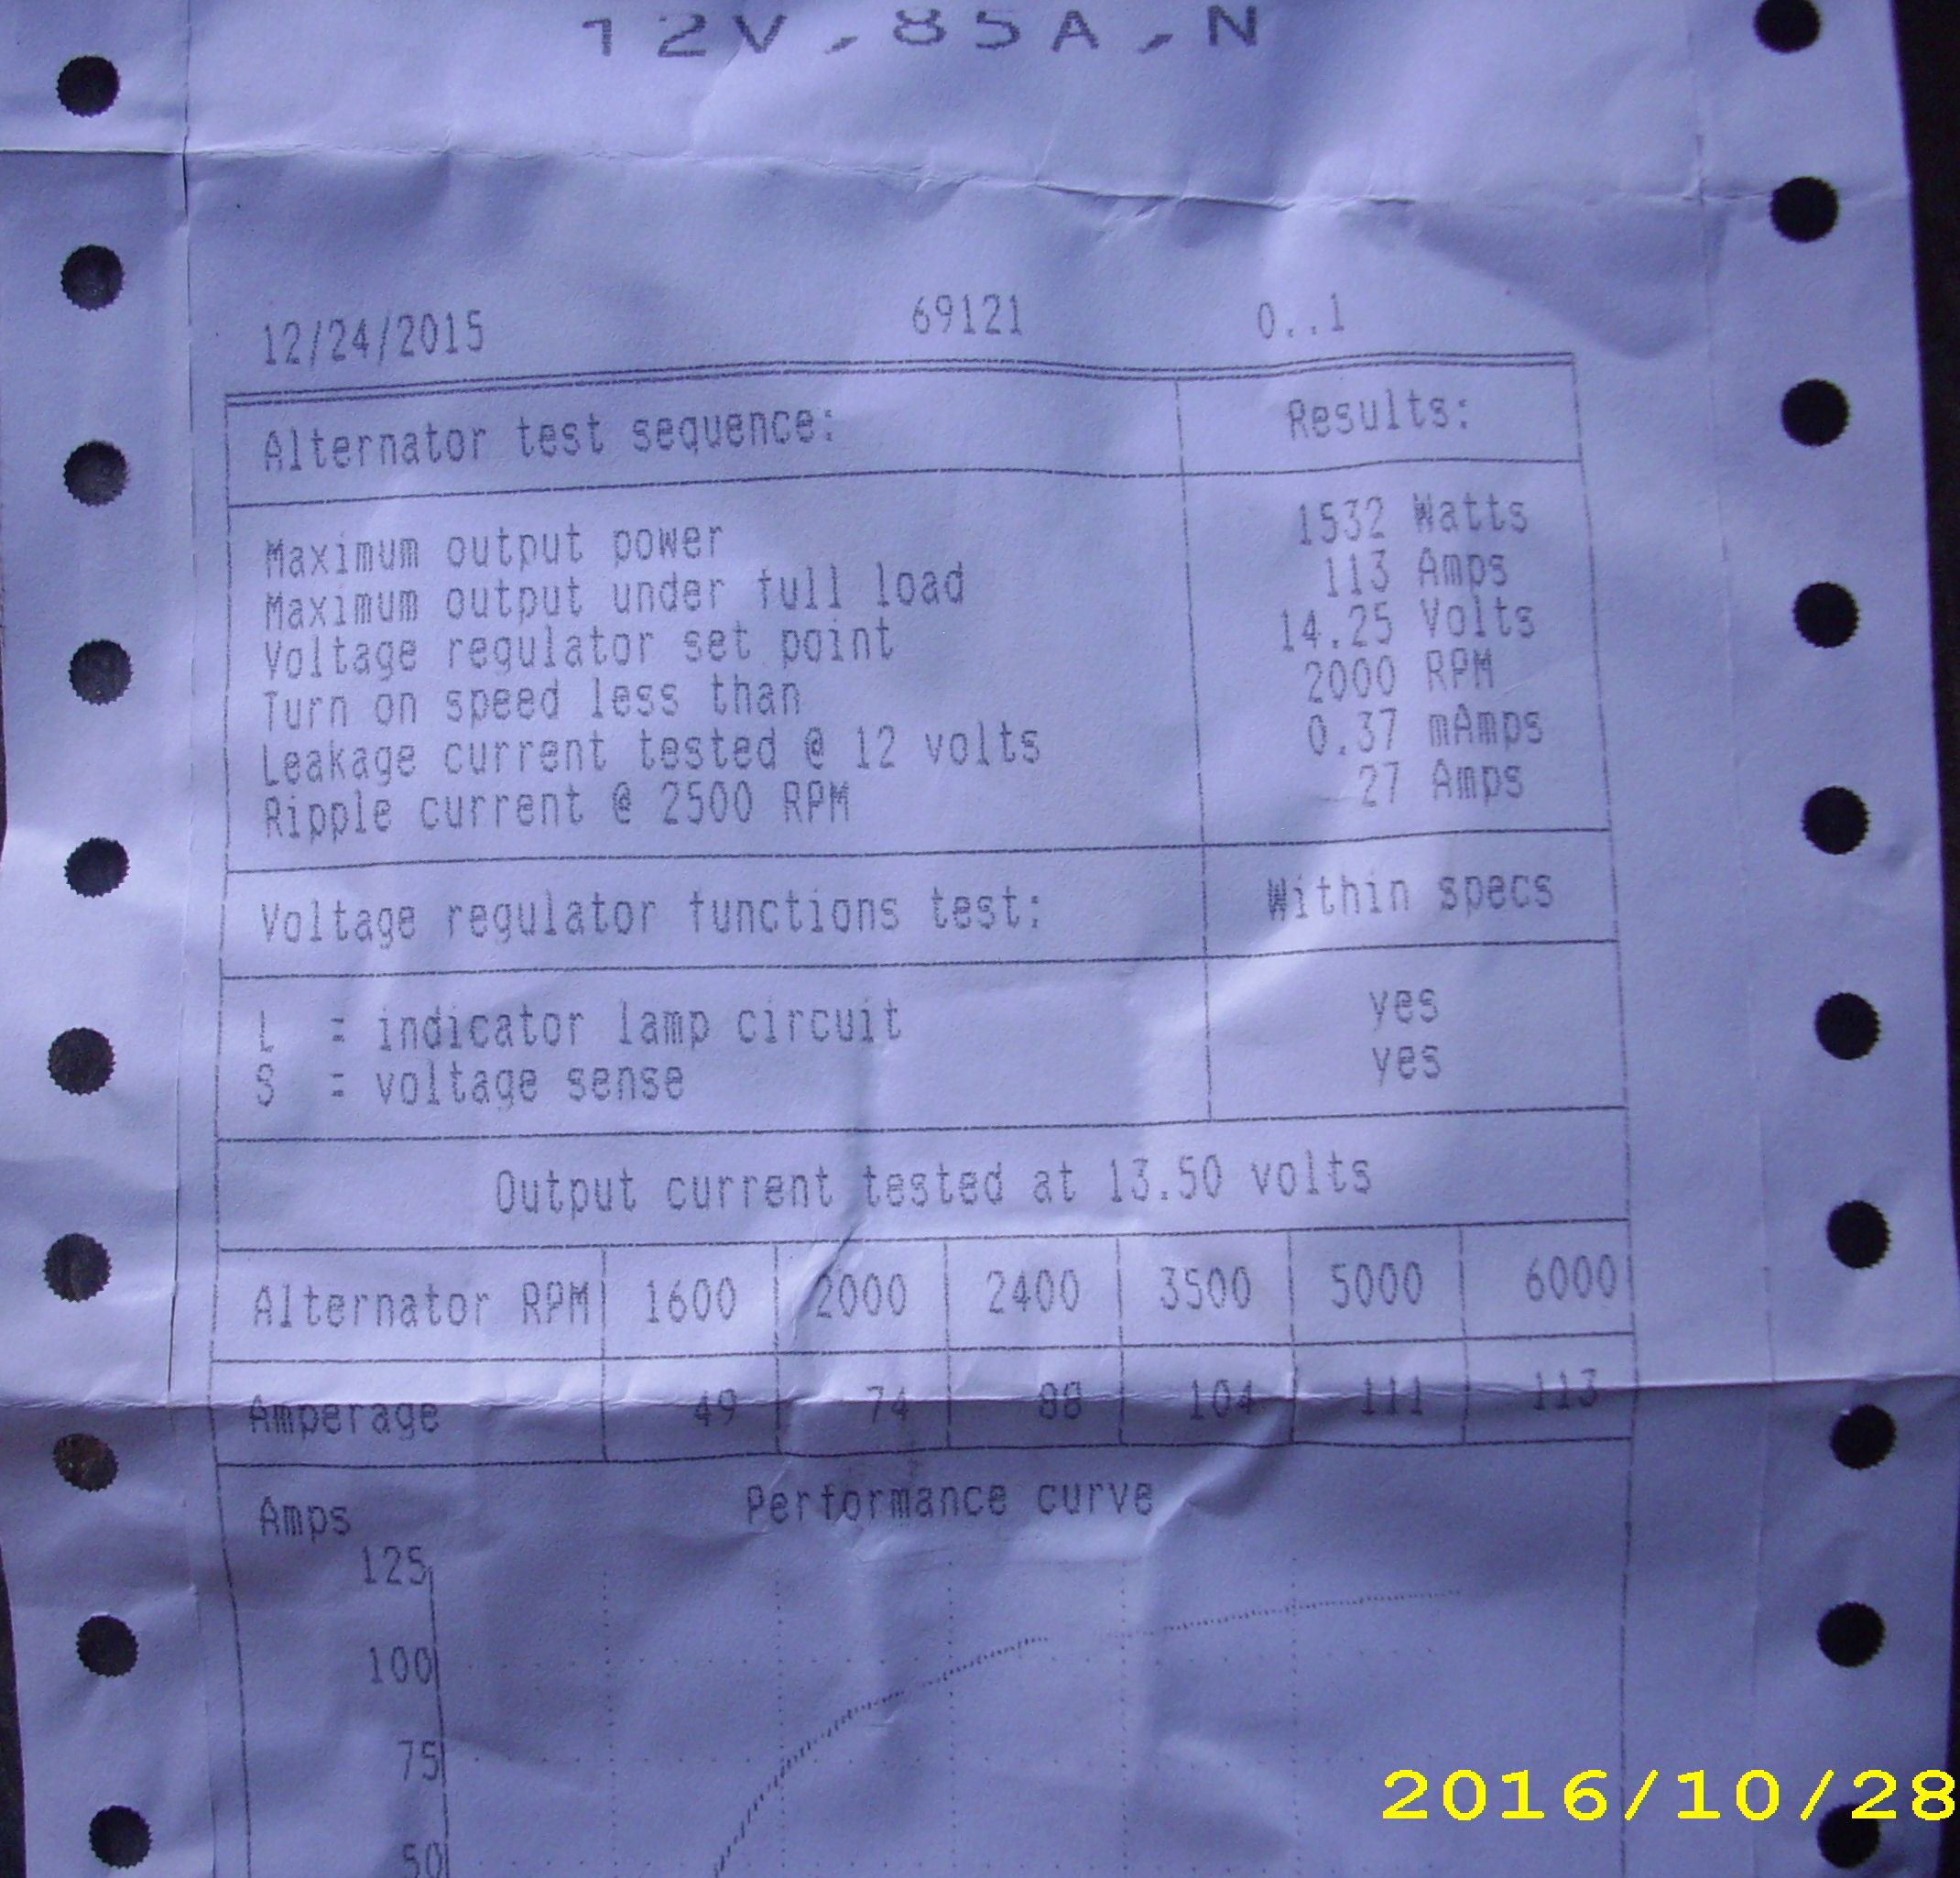 12V,85A,N
12/24/2015 69121 0..1
Alternator test sequence: Results:
Maximum output power 1532 Watts
Maximum output under full load 113 Amps
Voltage regulator set point 14.25 Volts
Turn on speed less than 2000 RPM
Leakage current tested @ 12 volts 0.37 mAmps
Ripple current @ 2500 RPM 27 Amps
Voltage regulator functions test: Within specs
L = indicator lamp circuit yes
S = voltage sense yes
Output current tested at 13.50 volts
Alternator RPM 1600 2000 2400 3500 5000 6000
Amperage 49 74 88 104 111 113
Amps Performance curve
125
100
75
50
2016/10/28